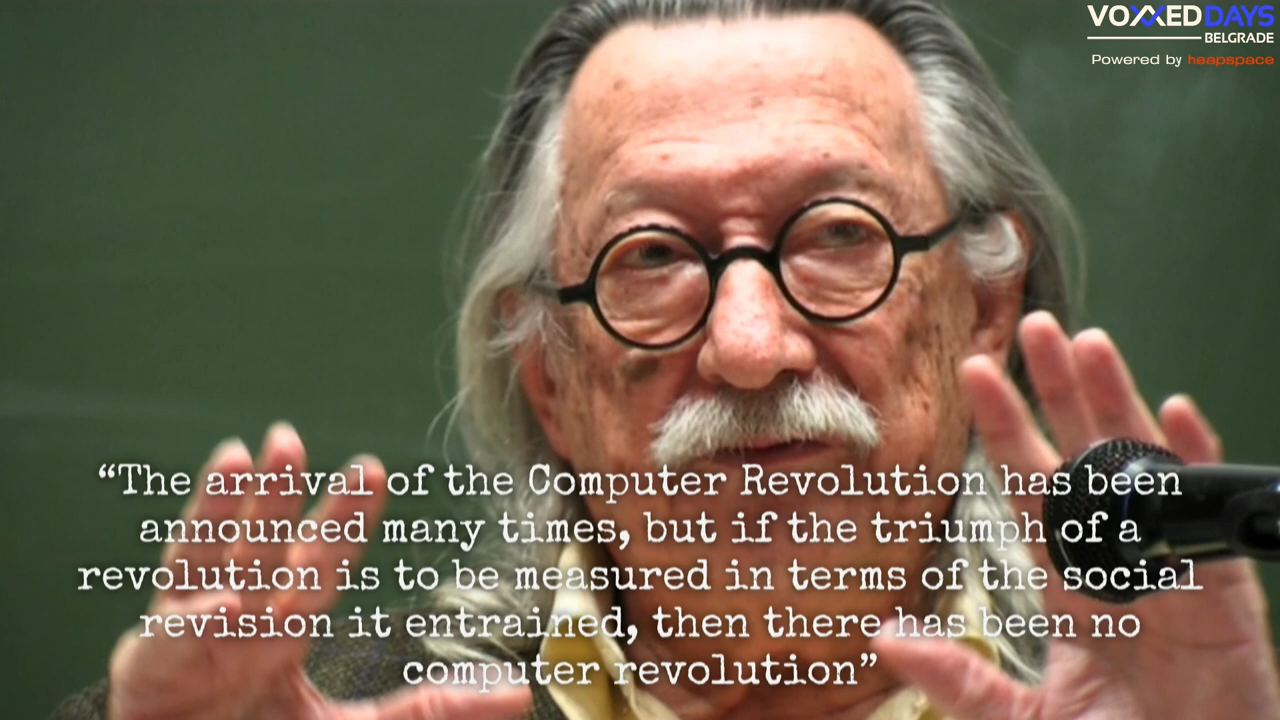 VOXXED DAYS
BELGRADE
Powered by heapspace
“The arrival of the Computer Revolution has been
announced many times, but if the triumph of a
revolution is to be measured in terms of the social
revision it entrained, then there has been no
computer revolution”